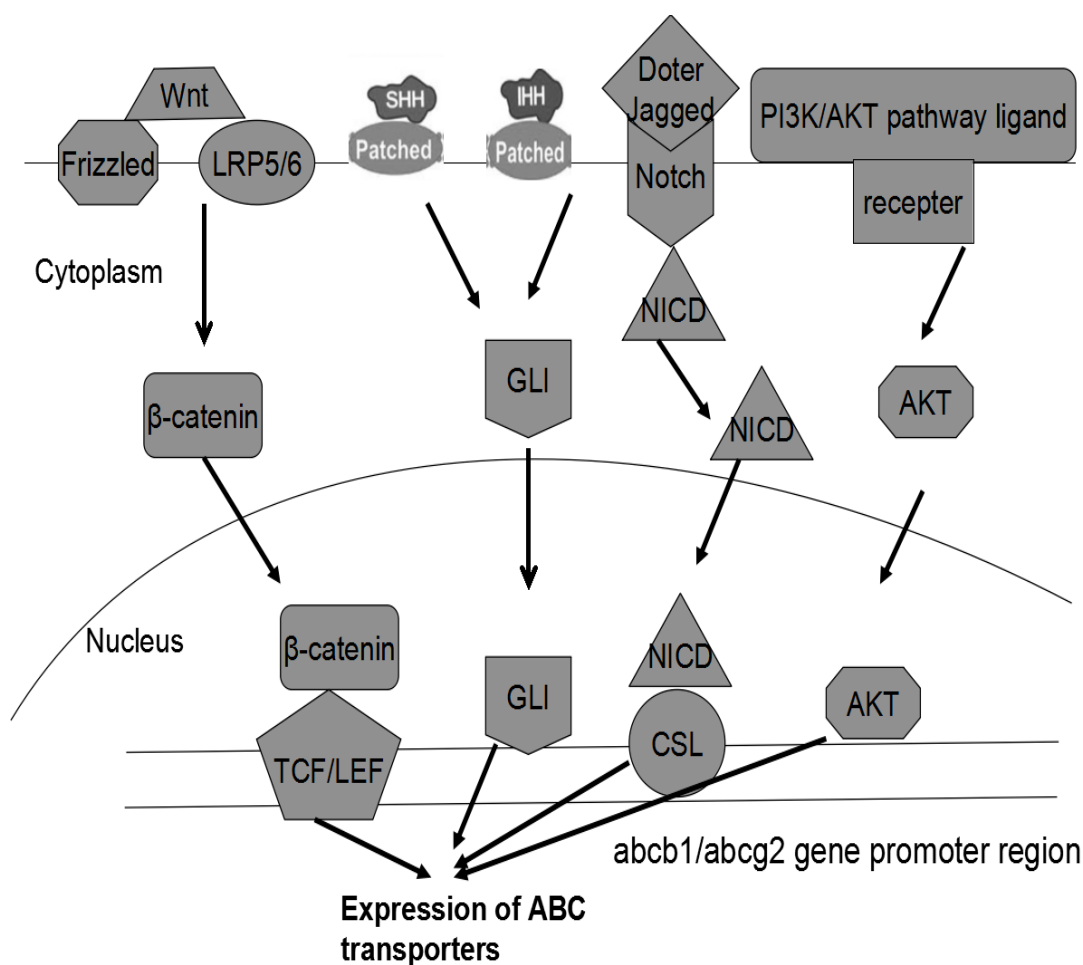 Wnt
Frizzled
LRP5/6
SHH
Patched
IHH
Patched
Doter
Jagged
Notch
PI3K/AKT pathway ligand
recepter
Cytoplasm
NICD
β-catenin
GLI
NICD
AKT
Nucleus
β-catenin
TCF/LEF
GLI
NICD
CSL
AKT
abcb1/abcg2 gene promoter region
Expression of ABC
transporters